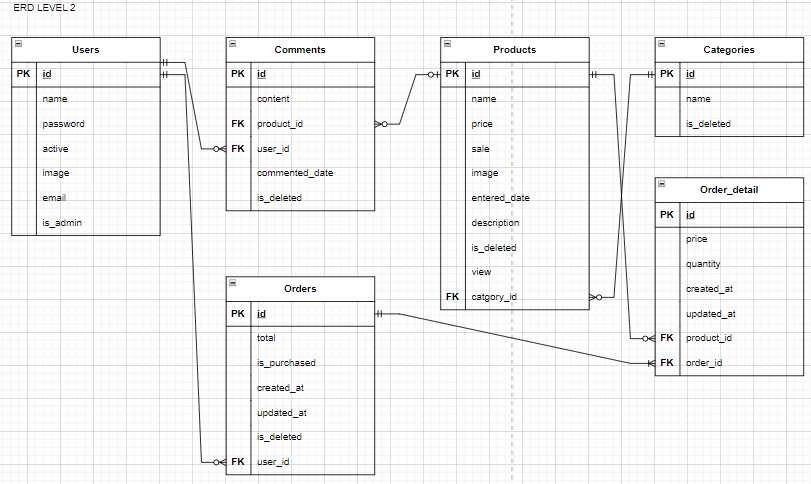 ERD LEVEL 2
Users
PK id
name
password
active
image
email
is_admin
Comments
PK id
content
FK product_id
FK user_id
commented_date
is_deleted
Products
PK id
name
price
sale
image
entered_date
description
is_deleted
view
FK catgory_id
Categories
PK id
name
is_deleted
Order_detail
PK id
price
quantity
created_at
updated_at
FK product_id
FK order_id
Orders
PK id
total
is_purchased
created_at
updated_at
is_deleted
FK user_id